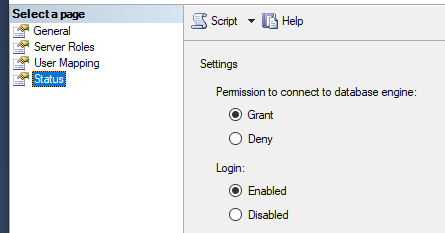 Select a page
General
Server Roles
User Mapping
Status
Script Help
Settings
Permission to connect to database engine:
Grant
Deny
Login:
Enabled
Disabled